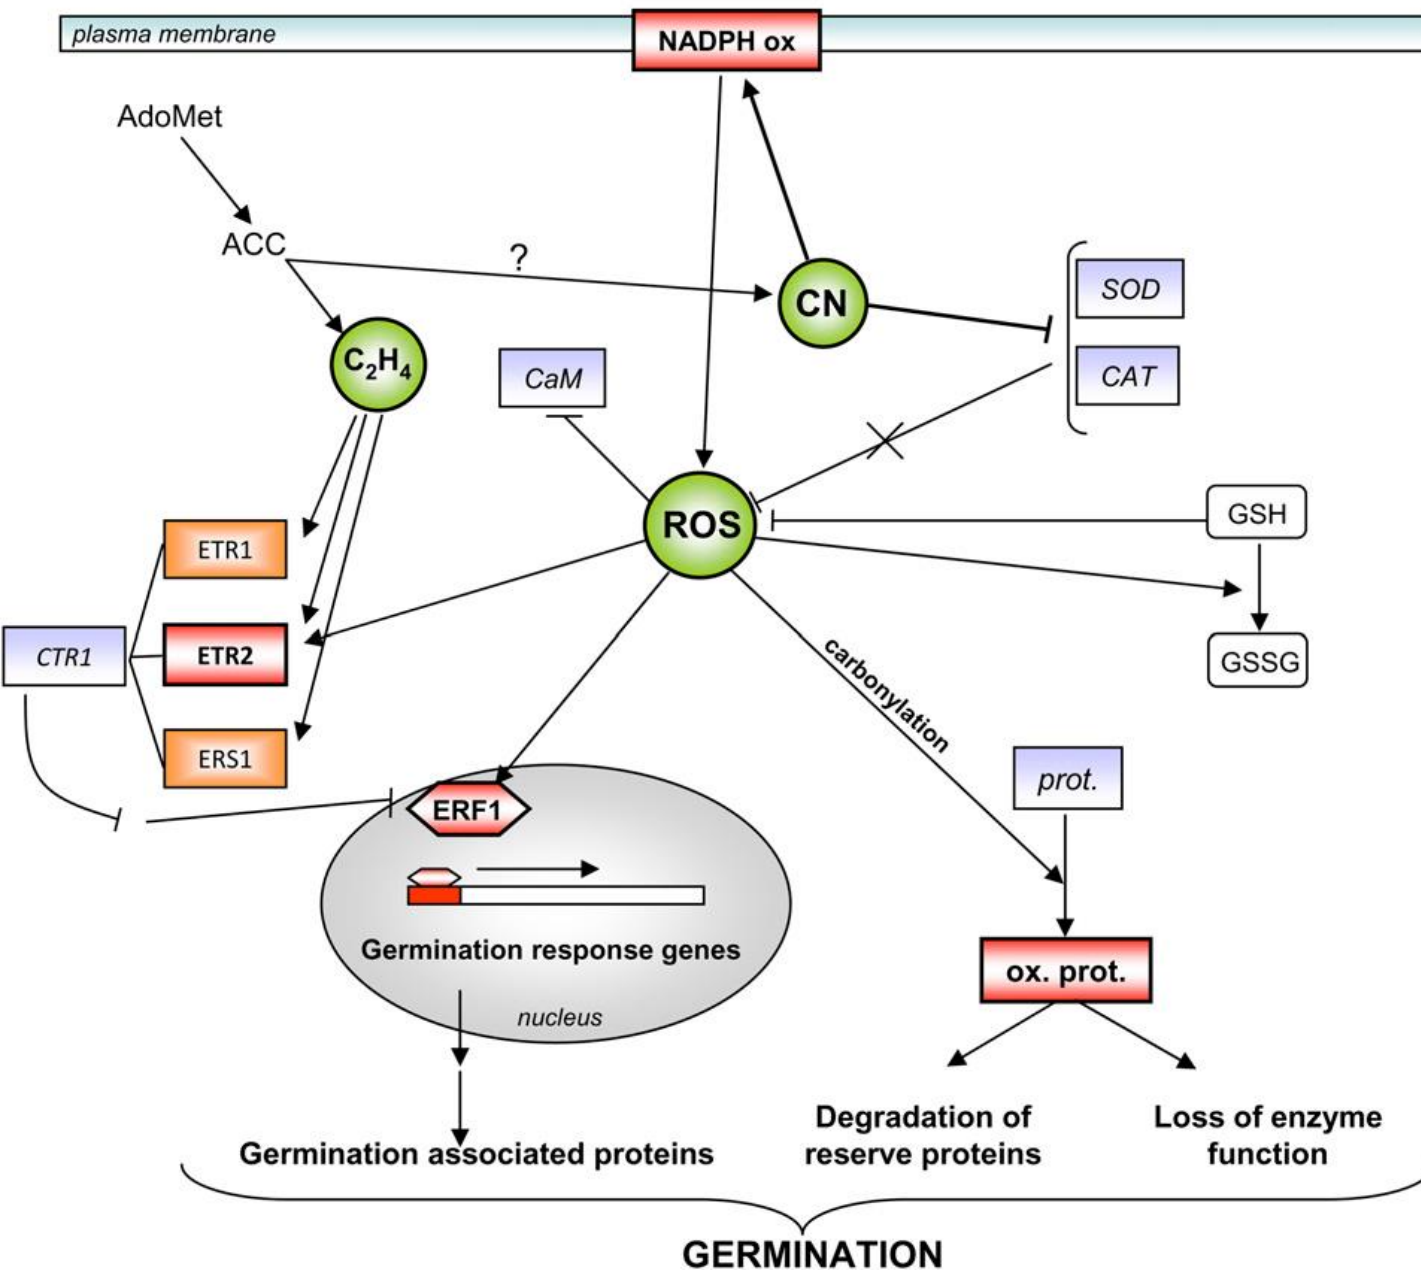 plasma membrane
NADPH ox
AdoMet
ACC
?
CN
SOD
C₂H₄
CaM
CAT
ROS
GSH
ETR1
CTR1
ETR2
GSSG
carbonylation
ERS1
prot.
ERF1
Germination response genes
ox. prot.
nucleus
Degradation of
reserve proteins
Loss of enzyme
function
Germination associated proteins
GERMINATION